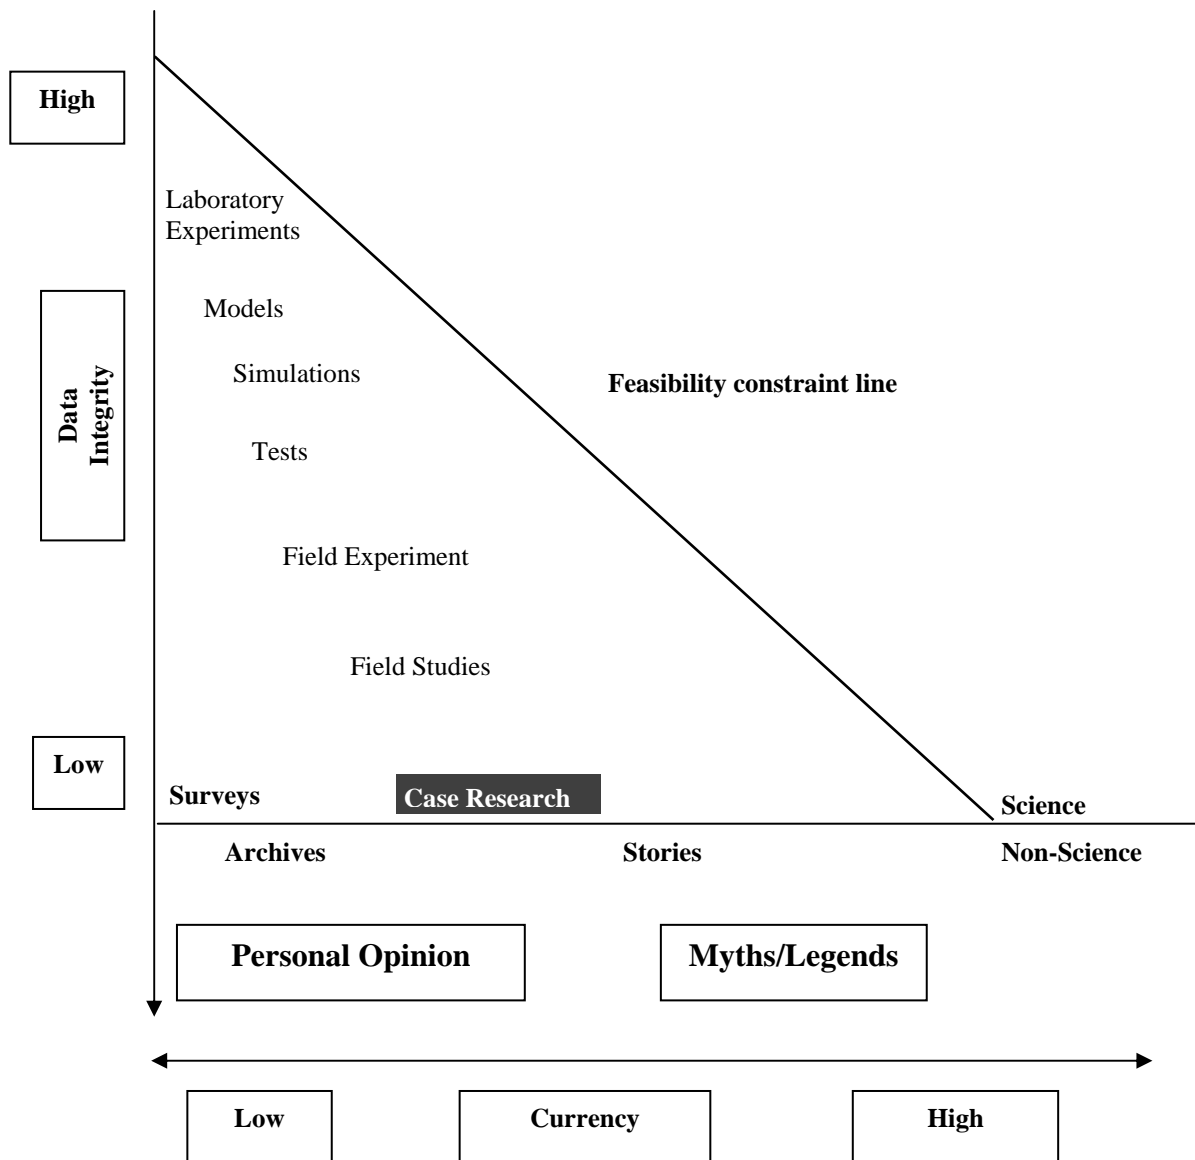 High
Laboratory
Experiments
Models
Simulations
Feasibility constraint line
Data
Integrity
Tests
Field Experiment
Field Studies
Low
Surveys
Case Research
Science
Archives
Stories
Non-Science
Personal Opinion
Myths/Legends
Low
Currency
High